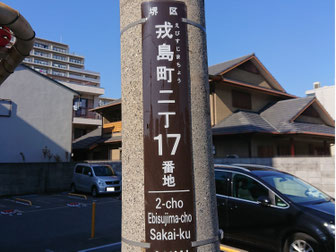 堺区
戎島町二丁
えびすじまちょう
17
番地
2-cho
Ebisujima-cho
Sakai-ku